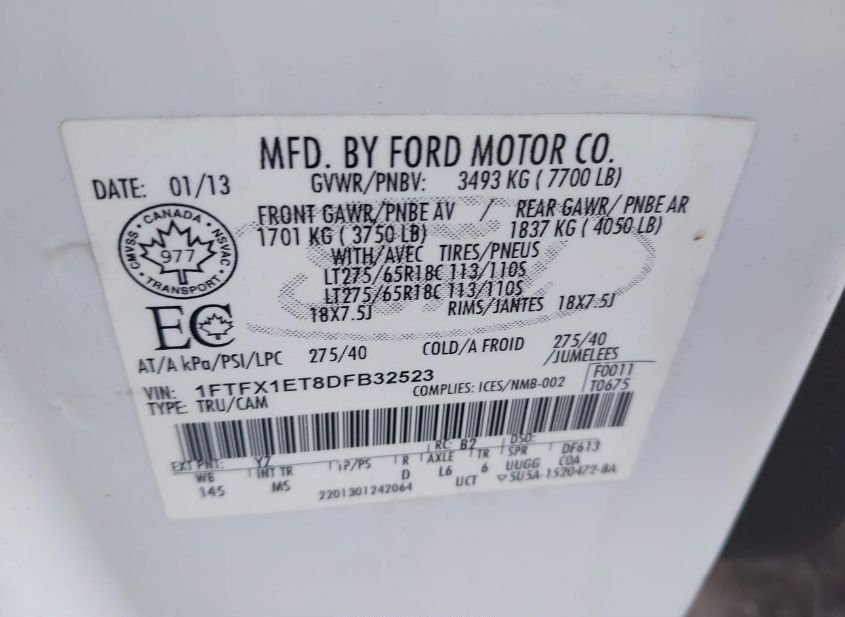 MFD. BY FORD MOTOR CO.
DATE: 01/13
GVWR/PNBV: 3493 KG ( 7700 LB)
FRONT GAWR/PNBE AV / REAR GAWR/ PNBE AR
1701 KG ( 3750 LB) 1837 KG ( 4050 LB)
WITH/AVEC TIRES/PNEUS
LT275/65R18C 113/110S
LT275/65R18C 113/110S
18X7.5J RIMS/JANTES 18X7.5J
CANADA
CMVSS NSVAC
977
TRANSPORT
EC
AT/A kPa/PSI/LPC 275/40 COLD/A FROID 275/40
/JUMELEES
VIN: 1FTFX1ET8DFB32523 COMPLIES: ICES/NMB-002 F0011
TYPE: TRU/CAM T0675
EXT PNT: YZ RC: B2 DSO:
WB INT TR TP/PS R AXLE TR SPR DF613
145 MS D L6 6 UUGG COA
2201301242064 UCT 5U5A-1520472-BA